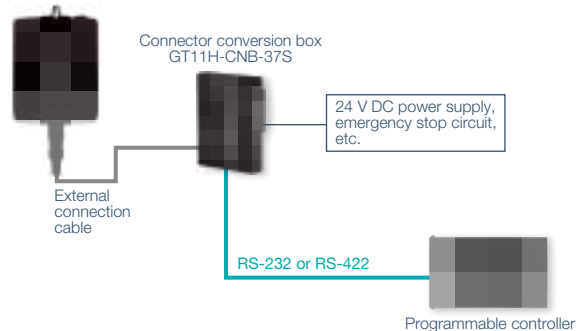 Connector conversion box
GT11H-CNB-37S
24 V DC power supply,
emergency stop circuit,
etc.
External
connection
cable
RS-232 or RS-422
Programmable controller